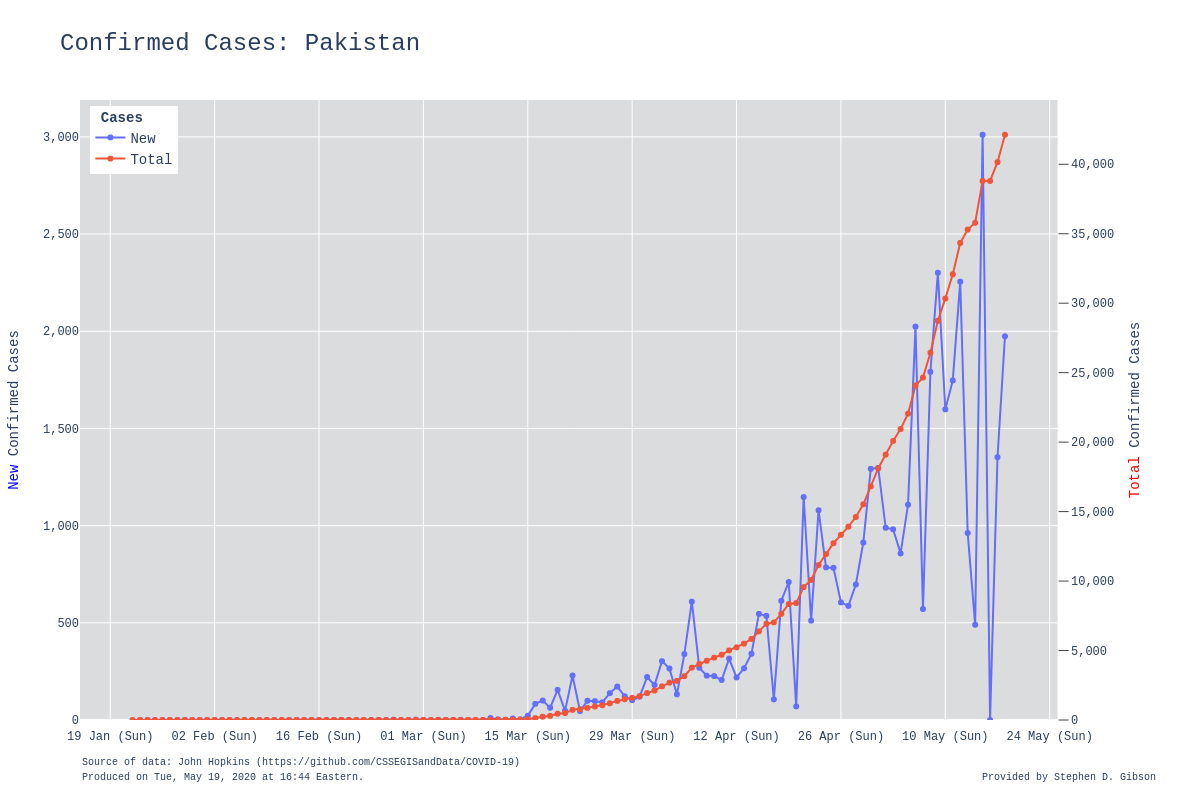 Confirmed Cases: Pakistan
Cases
New
Total
3,000
2,500
2,000
1,500
1,000
500
0
40,000
35,000
30,000
25,000
20,000
15,000
10,000
5,000
0
New Confirmed Cases
Total Confirmed Cases
19 Jan (Sun) 02 Feb (Sun) 16 Feb (Sun) 01 Mar (Sun) 15 Mar (Sun) 29 Mar (Sun) 12 Apr (Sun) 26 Apr (Sun) 10 May (Sun) 24 May (Sun)
Source of data: John Hopkins (https://github.com/CSSEGISandData/COVID-19)
Produced on Tue, May 19, 2020 at 16:44 Eastern.
Provided by Stephen D. Gibson